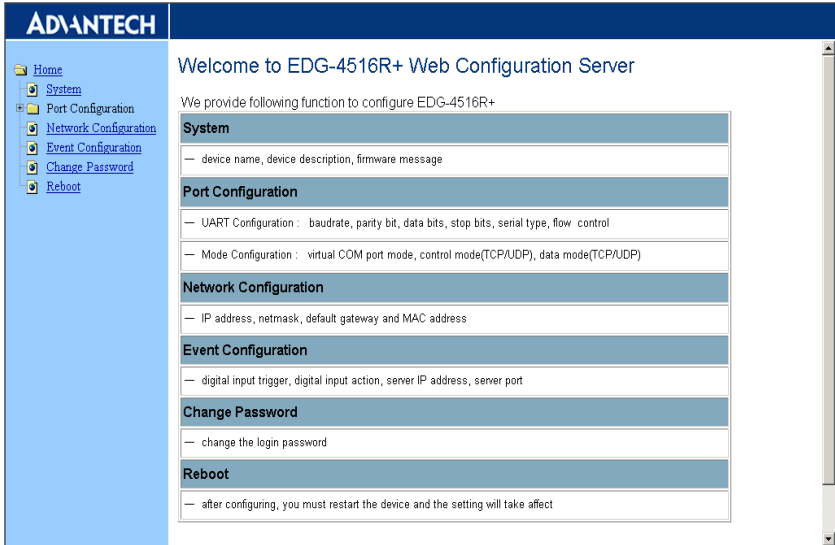 ADVANTECH
Home
System
Port Configuration
Network Configuration
Event Configuration
Change Password
Reboot
Welcome to EDG-4516R+ Web Configuration Server
We provide following function to configure EDG-4516R+
System
— device name, device description, firmware message
Port Configuration
— UART Configuration : baudrate, parity bit, data bits, stop bits, serial type, flow control
— Mode Configuration : virtual COM port mode, control mode(TCP/UDP), data mode(TCP/UDP)
Network Configuration
— IP address, netmask, default gateway and MAC address
Event Configuration
— digital input trigger, digital input action, server IP address, server port
Change Password
— change the login password
Reboot
— after configuring, you must restart the device and the setting will take affect